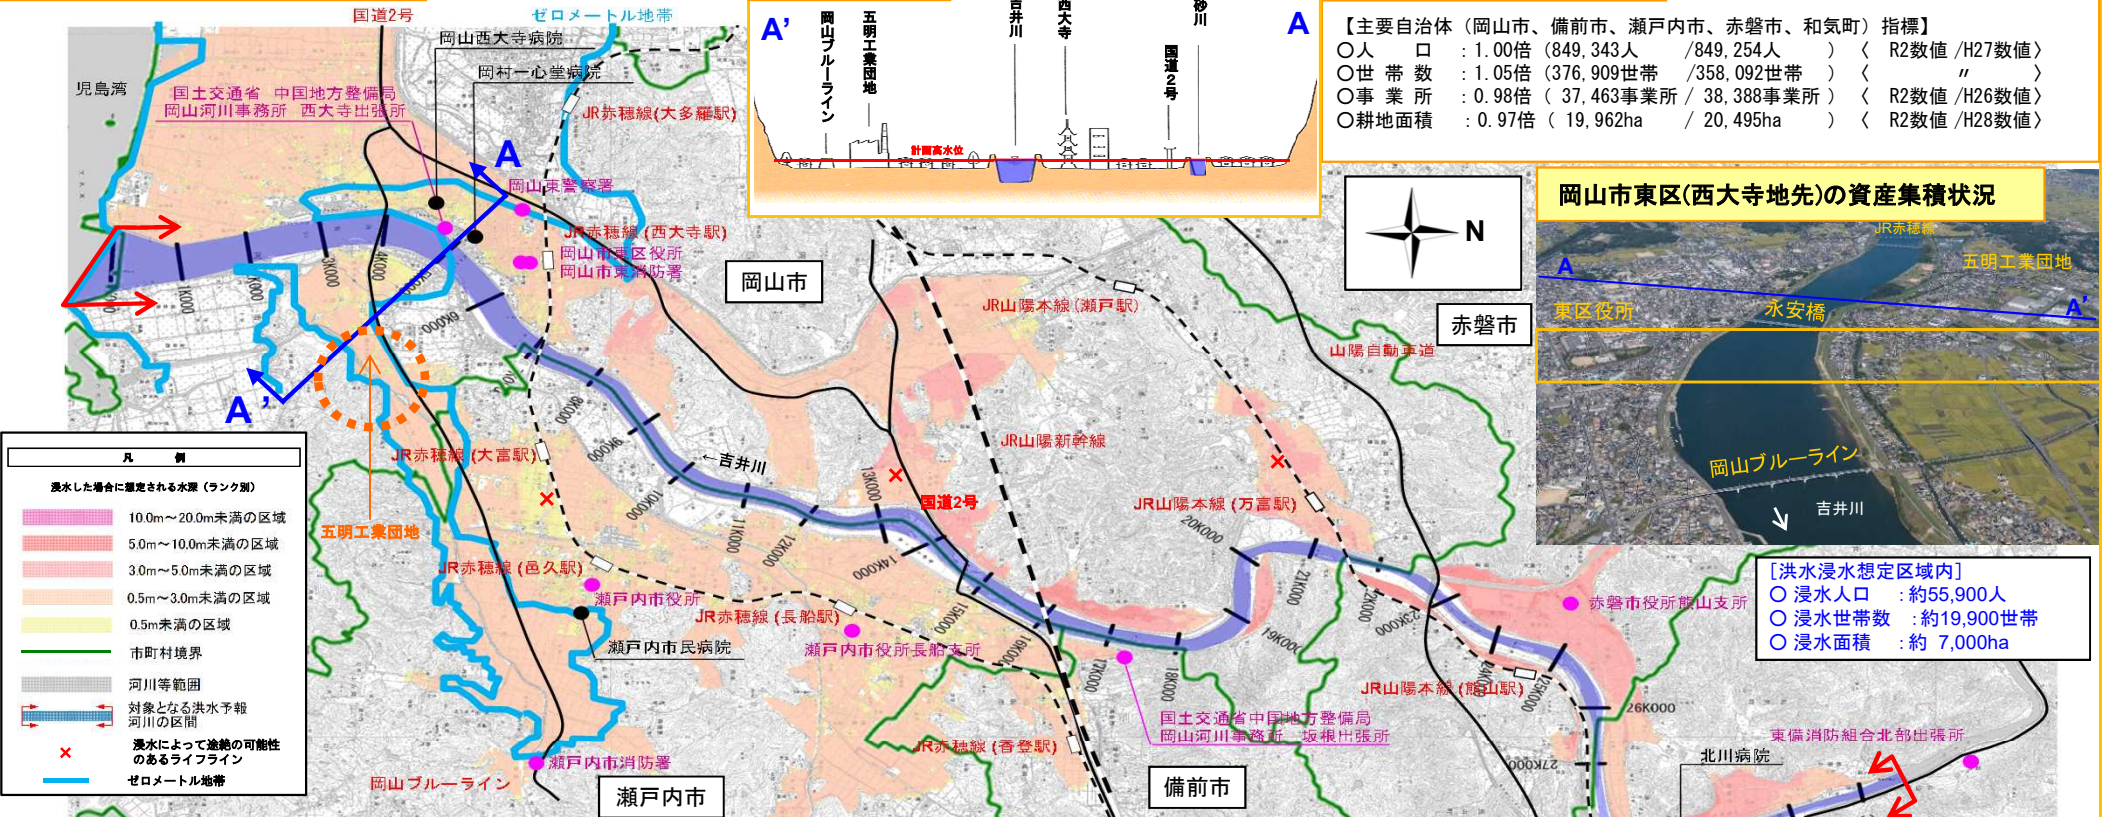 国道2号
ゼロメートル地帯
岡山西大寺病院
岡村一心堂病院
児島湾
国土交通省 中国地方整備局
岡山河川事務所 西大寺出張所
JR赤穂線(大多羅駅)
A
岡山東警察署
JR赤穂線(西大寺駅)
岡山市東区役所
岡山市東消防署
A'
岡山ブルーライン
五明工業団地
吉井川
西大寺
国道2号
砂川
A
計画高水位
【主要自治体（岡山市、備前市、瀬戸内市、赤磐市、和気町）指標】
〇人 口 ：1.00倍（849,343人 /849,254人 ）〈 R2数値 /H27数値〉
〇世 帯 数 ：1.05倍（376,909世帯 /358,092世帯 ）〈 〃 〉
〇事 業 所 ：0.98倍（ 37,463事業所 / 38,388事業所 ）〈 R2数値 /H26数値〉
〇耕地面積 ：0.97倍（ 19,962ha / 20,495ha ）〈 R2数値 /H28数値〉
N
岡山市東区(西大寺地先)の資産集積状況
JR赤穂線
A
五明工業団地
東区役所
永安橋
A'
岡山ブルーライン
吉井川
岡山市
赤磐市
JR山陽本線(瀬戸駅)
山陽自動車道
JR山陽新幹線
1K000
3K000
4K000
6K000
8K000
9K000
10K000
11K000
12K000
13K000
14K000
15K000
16K000
17K000
18K000
19K000
20K000
21K000
22K000
23K000
24K000
25K000
26K000
27K000
A'
JR赤穂線(大富駅)
←吉井川
国道2号
JR山陽本線(万富駅)
五明工業団地
JR赤穂線(邑久駅)
瀬戸内市役所
JR赤穂線(長船駅)
瀬戸内市役所長船支所
瀬戸内市民病院
赤磐市役所熊山支所
JR山陽本線(熊山駅)
国土交通省中国地方整備局
岡山河川事務所 坂根出張所
JR赤穂線(香登駅)
東備消防組合北部出張所
北川病院
瀬戸内市消防署
岡山ブルーライン
瀬戸内市
備前市
［洪水浸水想定区域内］
〇 浸水人口 ：約55,900人
〇 浸水世帯数 ：約19,900世帯
〇 浸水面積 ：約 7,000ha
凡 例
浸水した場合に想定される水深（ランク別）
10.0m～20.0m未満の区域
5.0m～10.0m未満の区域
3.0m～5.0m未満の区域
0.5m～3.0m未満の区域
0.5m未満の区域
市町村境界
河川等範囲
対象となる洪水予報
河川の区間
浸水によって途絶の可能性
のあるライフライン
ゼロメートル地帯